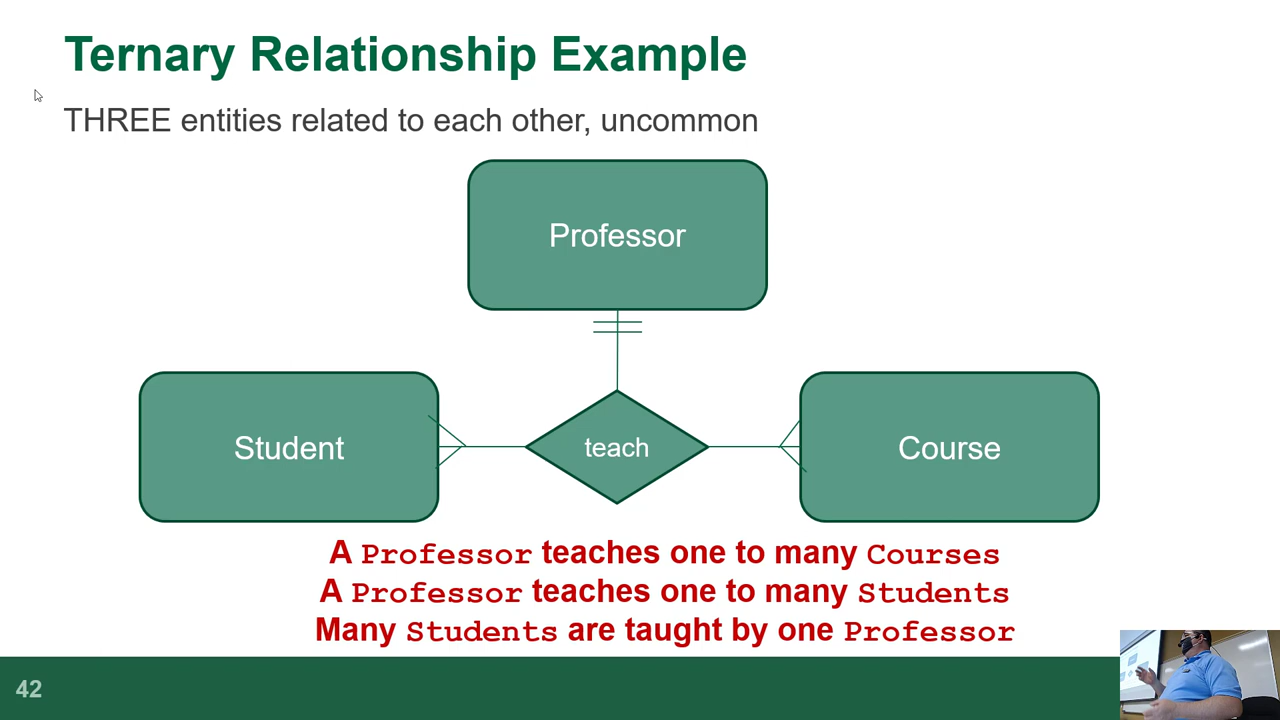 Ternary Relationship Example
THREE entities related to each other, uncommon
Professor
Student
teach
Course
A Professor teaches one to many Courses
A Professor teaches one to many Students
Many Students are taught by one Professor
42